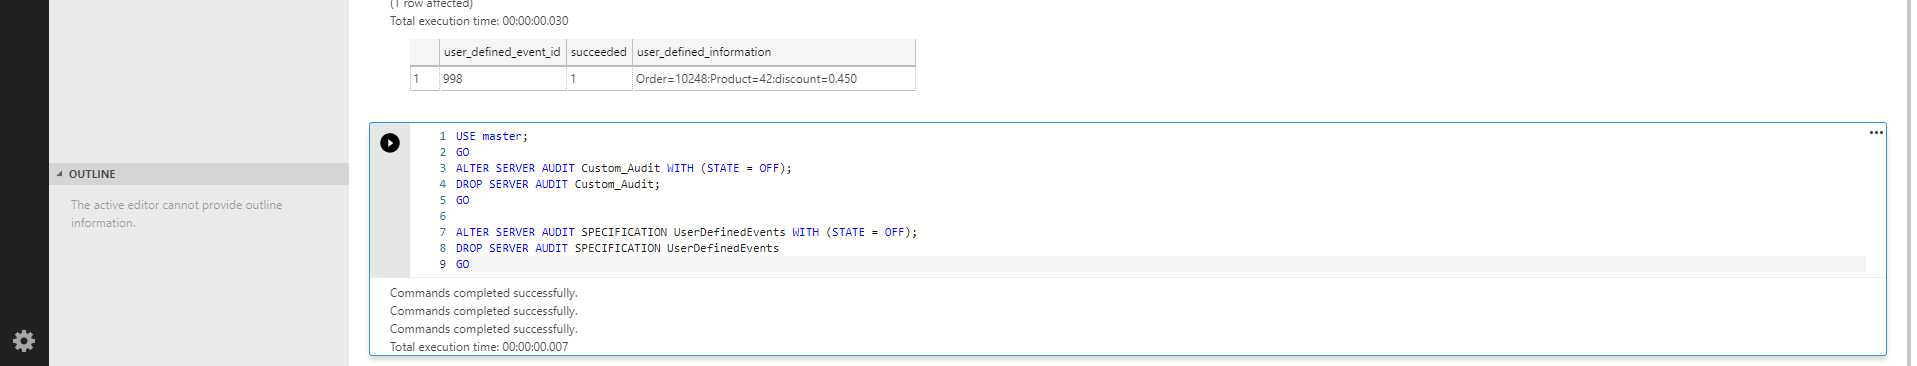 (1 row affected)
Total execution time: 00:00:00.030
user_defined_event_id succeeded user_defined_information
1 998 1 Order=10248:Product=42:discount=0.450
OUTLINE
The active editor cannot provide outline
information.
1 USE master;
2 GO
3 ALTER SERVER AUDIT Custom_Audit WITH (STATE = OFF);
4 DROP SERVER AUDIT Custom_Audit;
5 GO
6
7 ALTER SERVER AUDIT SPECIFICATION UserDefinedEvents WITH (STATE = OFF);
8 DROP SERVER AUDIT SPECIFICATION UserDefinedEvents
9 GO
Commands completed successfully.
Commands completed successfully.
Commands completed successfully.
Total execution time: 00:00:00.007